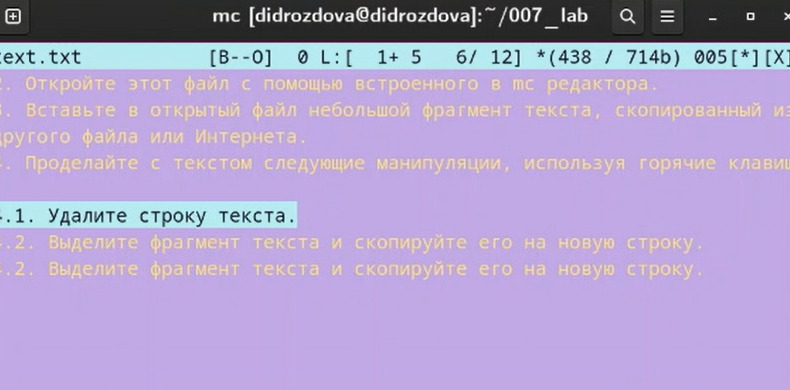 mc [didrozdova@didrozdova]:~/007_lab
text.txt [B--O] 0 L:[ 1+ 5 6/ 12] *(438 / 714b) 005[*][X]
2. Откройте этот файл с помощью встроенного в mc редактора.
3. Вставьте в открытый файл небольшой фрагмент текста, скопированный из
другого файла или Интернета.
4. Проделайте с текстом следующие манипуляции, используя горячие клавиш
4.1. Удалите строку текста.
4.2. Выделите фрагмент текста и скопируйте его на новую строку.
4.2. Выделите фрагмент текста и скопируйте его на новую строку.